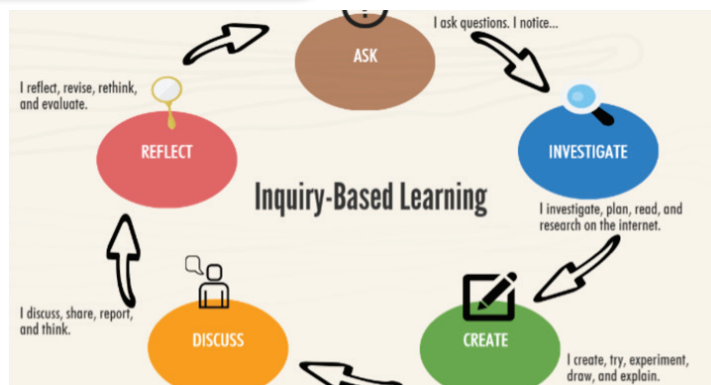 I ask questions. I notice...
ASK
I reflect, revise, rethink,
and evaluate.
REFLECT
INVESTIGATE
Inquiry-Based Learning
I investigate, plan, read, and
research on the internet.
I discuss, share, report,
and think.
DISCUSS
CREATE
I create, try, experiment,
draw, and explain.